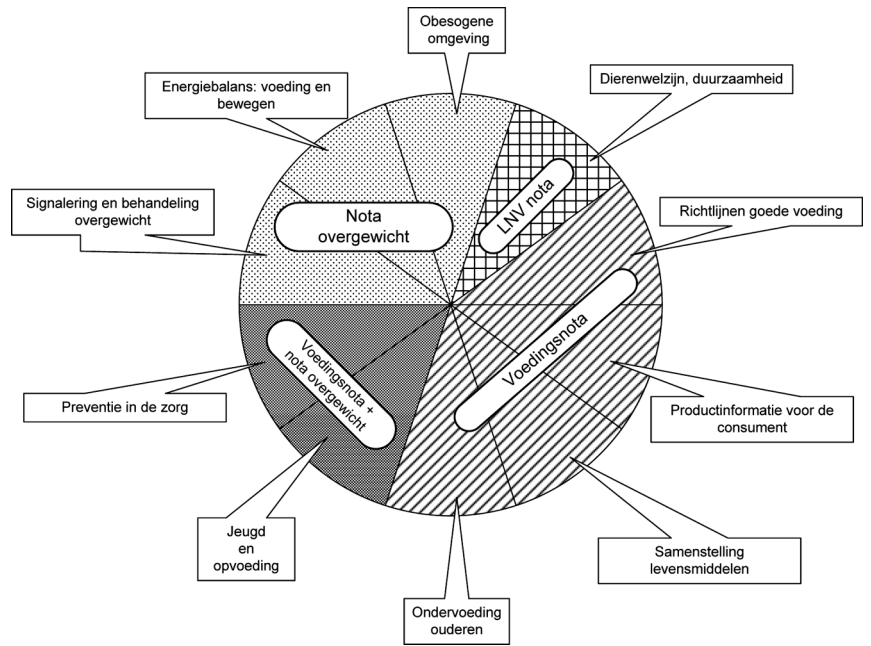 Obesogene
omgeving
Energiebalans: voeding en
bewegen
Dierenwelzijn, duurzaamheid
Signalering en behandeling
overgewicht
Nota
overgewicht
LNV nota
Richtlijnen goede voeding
Voedingsnota
Voedingsnota +
nota overgewicht
Preventie in de zorg
Productinformatie voor de
consument
Jeugd
en
opvoeding
Samenstelling
levensmiddelen
Ondervoeding
ouderen